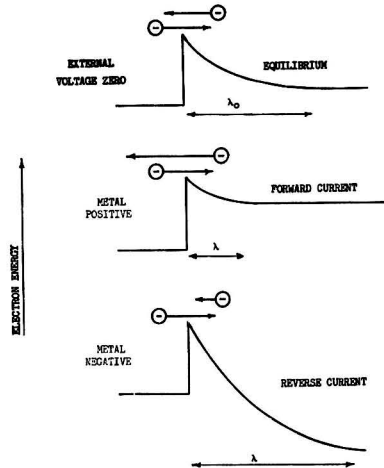 EXTERNAL
VOLTAGE ZERO
EQUILIBRIUM
λ₀
METAL
POSITIVE
FORWARD CURRENT
λ
ELECTRON ENERGY
METAL
NEGATIVE
REVERSE CURRENT
λ